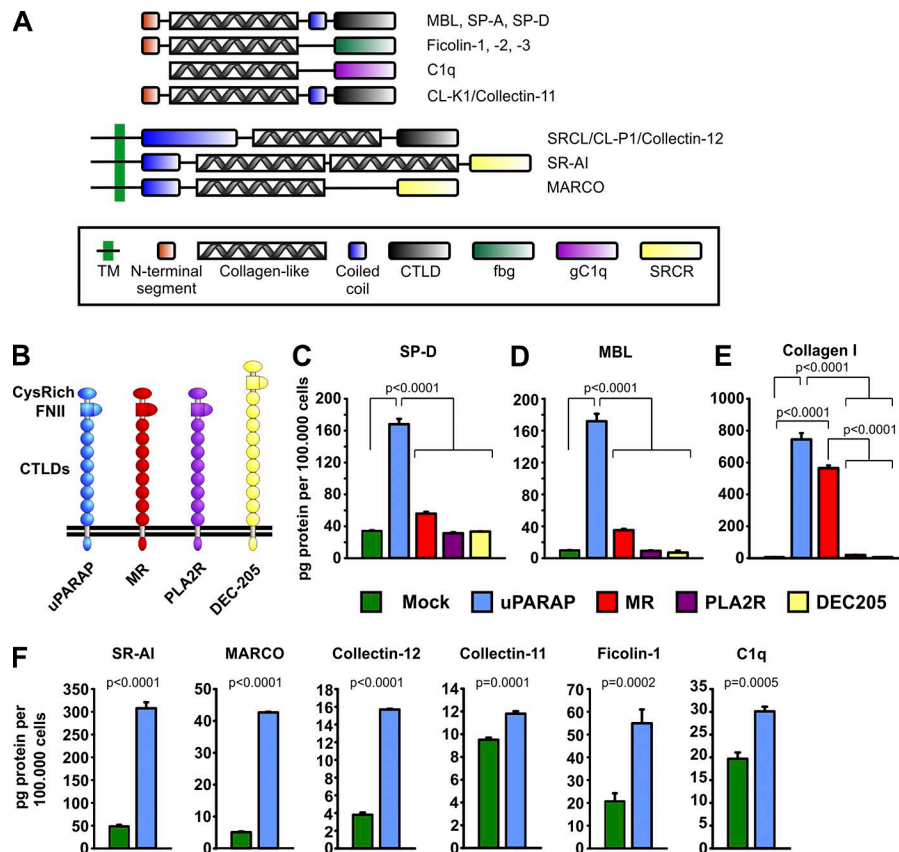 A
MBL, SP-A, SP-D
Ficolin-1, -2, -3
C1q
CL-K1/Collectin-11
SRCL/CL-P1/Collectin-12
SR-AI
MARCO
TM
N-terminal
segment
Collagen-like
Coiled
coil
CTLD
fbg
gC1q
SRCR
B
CysRich
FNII
CTLDs
uPARAP
MR
PLA2R
DEC-205
C
SP-D
pg protein per 100.000 cells
200
160
120
80
40
0
p<0.0001
D
MBL
200
160
120
80
40
0
p<0.0001
E
Collagen I
1000
800
600
400
200
0
p<0.0001
p<0.0001
p<0.0001
Mock
uPARAP
MR
PLA2R
DEC205
F
pg protein per
100.000 cells
SR-AI
p<0.0001
350
300
250
200
150
100
50
0
MARCO
p<0.0001
50
40
30
20
10
0
Collectin-12
p<0.0001
18
16
14
12
10
8
6
4
2
0
Collectin-11
p=0.0001
14
12
10
8
6
4
2
0
Ficolin-1
p=0.0002
70
60
50
40
30
20
10
0
C1q
p=0.0005
35
30
25
20
15
10
5
0